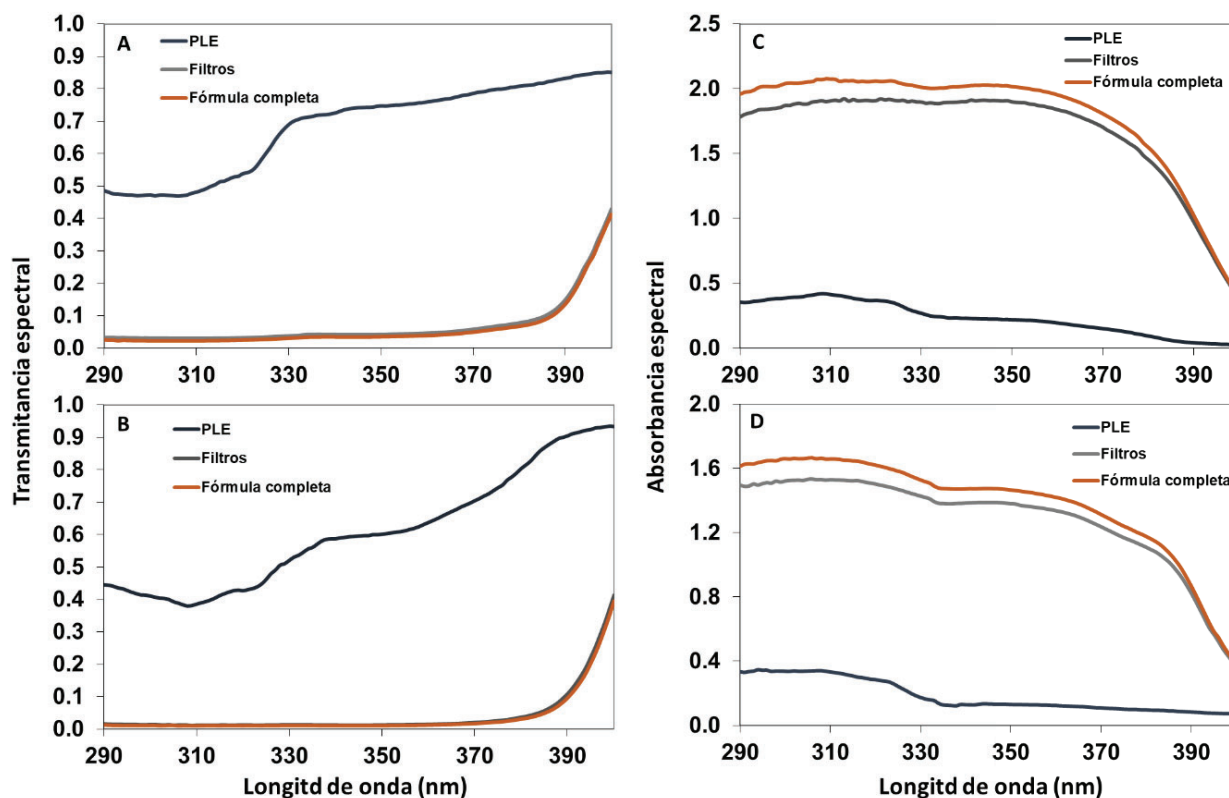 A
PLE
Filtros
Fórmula completa
1.0
0.9
0.8
0.7
0.6
0.5
0.4
0.3
0.2
0.1
0.0
290 310 330 350 370 390
C
PLE
Filtros
Fórmula completa
2.5
2.0
1.5
1.0
0.5
0.0
290 310 330 350 370 390
Transmitancia espectral
Absorbancia espectral
B
PLE
Filtros
Fórmula completa
1.0
0.9
0.8
0.7
0.6
0.5
0.4
0.3
0.2
0.1
0.0
290 310 330 350 370 390
Longitd de onda (nm)
D
PLE
Filtros
Fórmula completa
2.0
1.6
1.2
0.8
0.4
0.0
290 310 330 350 370 390
Longitd de onda (nm)